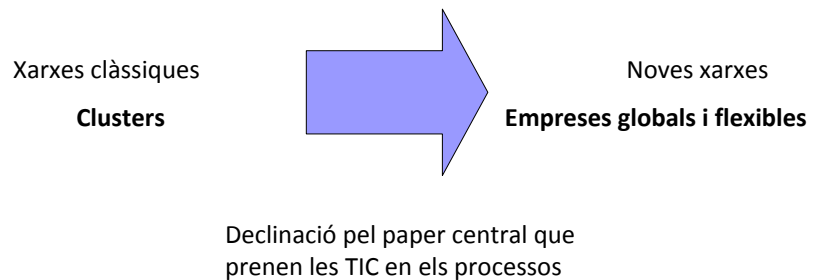 Xarxes clàssiques
Clusters
Noves xarxes
Empreses globals i flexibles
Declinació pel paper central que
prenen les TIC en els processos